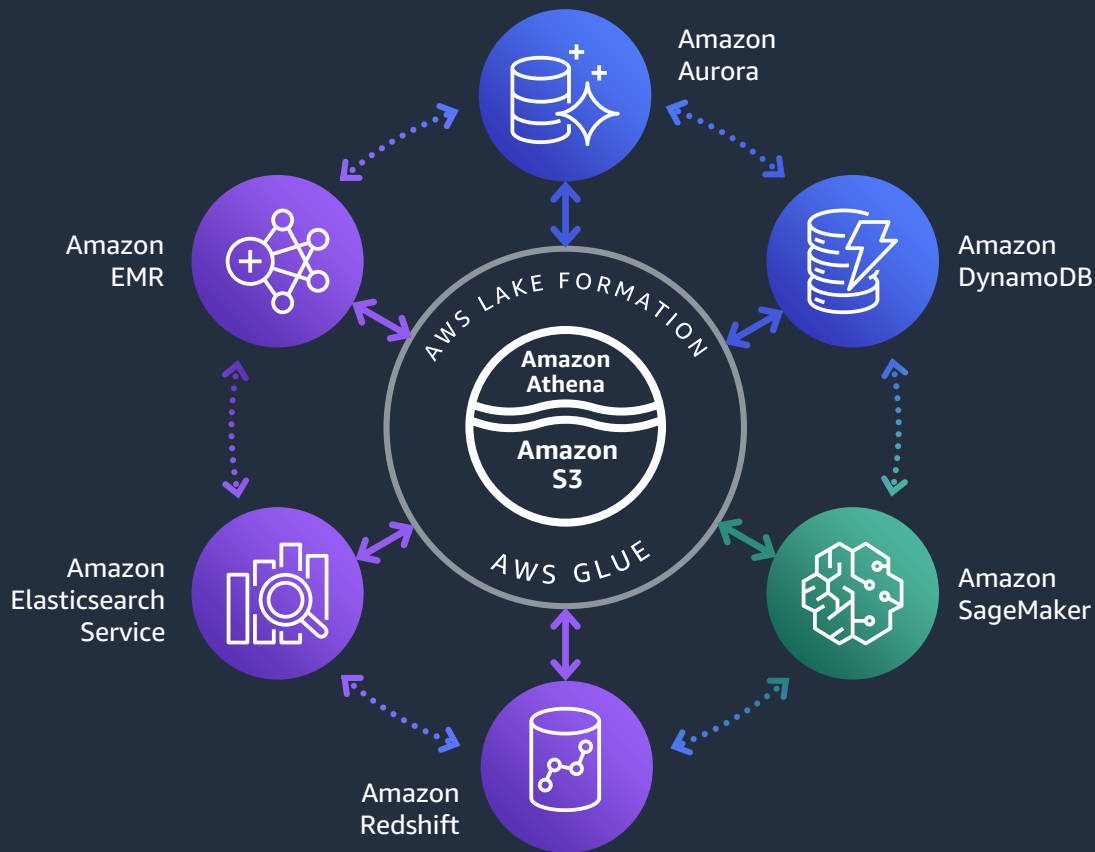 Amazon
Aurora
Amazon
EMR
Amazon
DynamoDB
AWS LAKE FORMATION
Amazon
Athena
Amazon
S3
AWS GLUE
Amazon
Elasticsearch
Service
Amazon
SageMaker
Amazon
Redshift